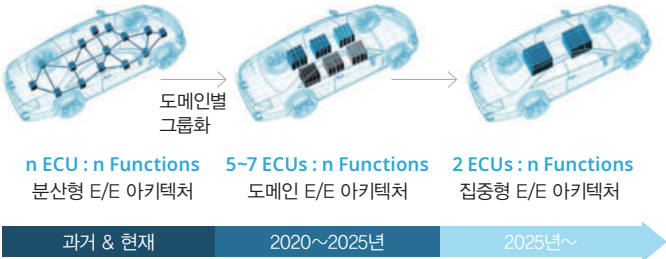 도메인별
그룹화
n ECU : n Functions
분산형 E/E 아키텍처
5~7 ECUs : n Functions
도메인 E/E 아키텍처
2 ECUs : n Functions
집중형 E/E 아키텍처
과거 & 현재
2020~2025년
2025년~